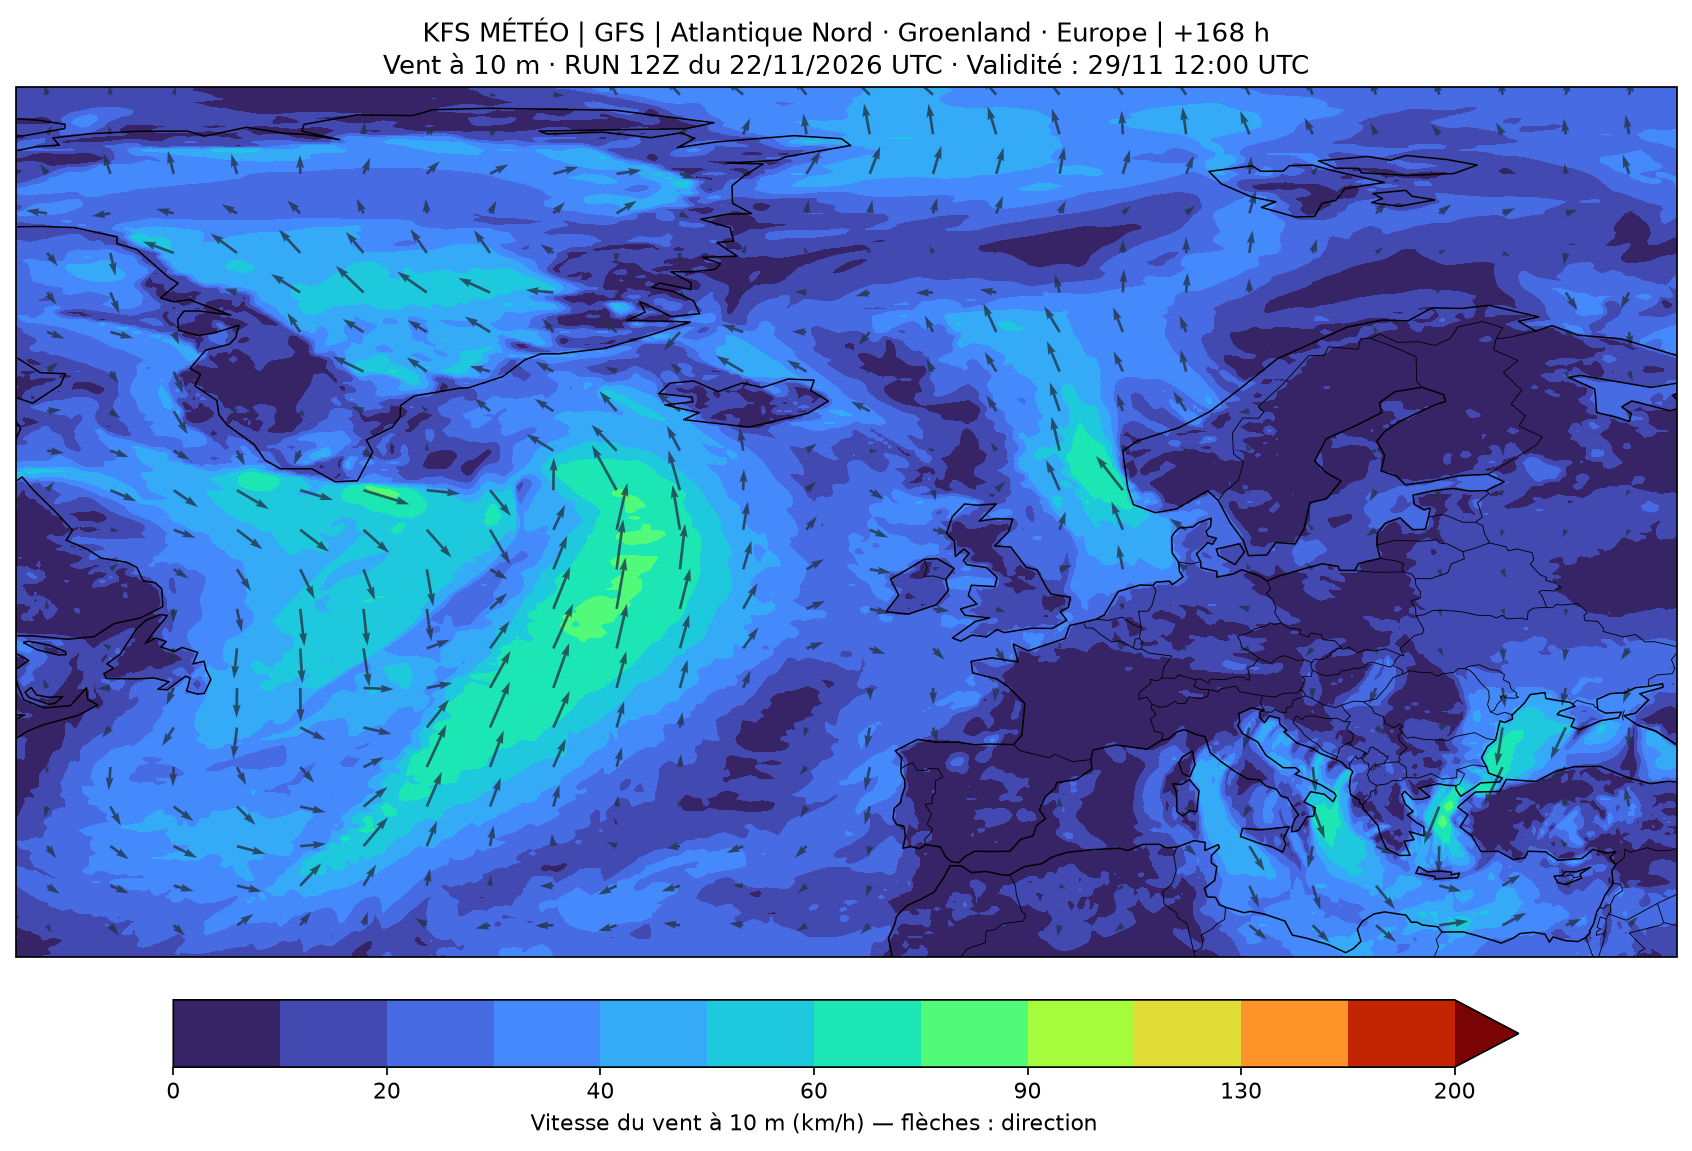 KFS MÉTÉO | GFS | Atlantique Nord · Groenland · Europe | +168 h
Vent à 10 m · RUN 12Z du 22/11/2026 UTC · Validité : 29/11 12:00 UTC
0 20 40 60 90 130 200
Vitesse du vent à 10 m (km/h) — flèches : direction